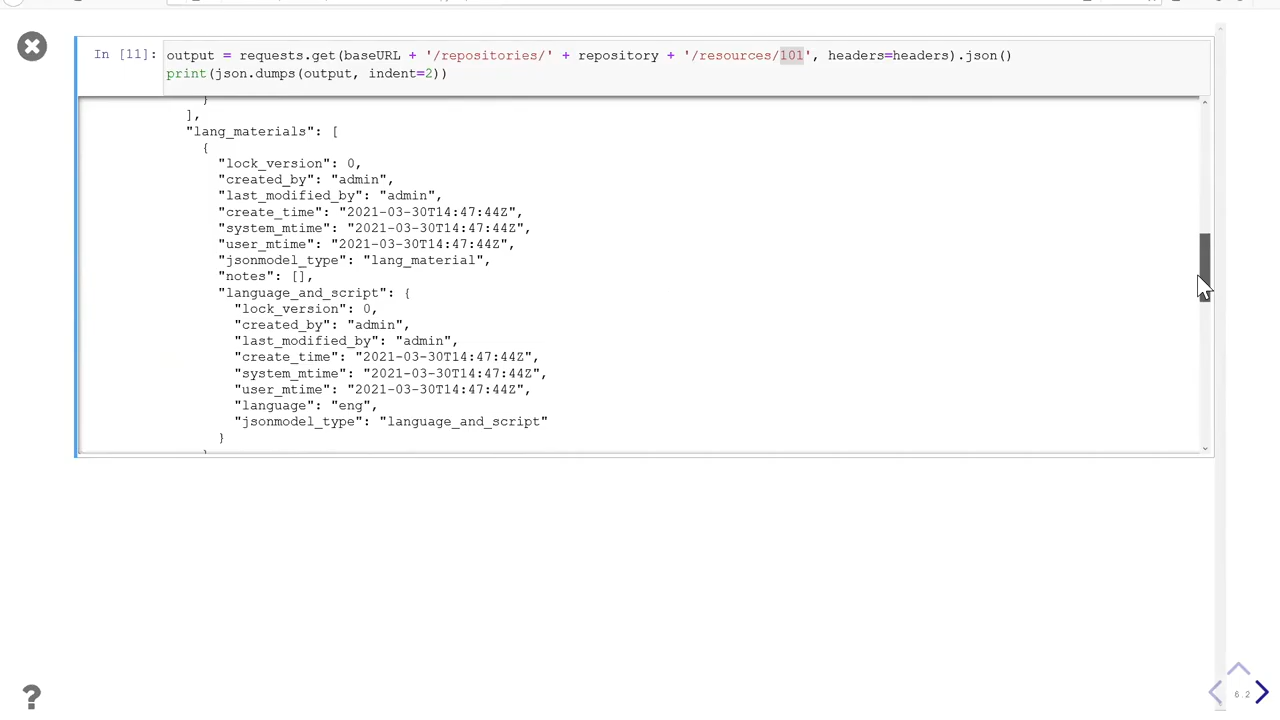 In [11]: output = requests.get(baseURL + '/repositories/' + repository + '/resources/101', headers=headers).json()
print(json.dumps(output, indent=2))
}
],
"lang_materials": [
{
"lock_version": 0,
"created_by": "admin",
"last_modified_by": "admin",
"create_time": "2021-03-30T14:47:44Z",
"system_mtime": "2021-03-30T14:47:44Z",
"user_mtime": "2021-03-30T14:47:44Z",
"jsonmodel_type": "lang_material",
"notes": [],
"language_and_script": {
"lock_version": 0,
"created_by": "admin",
"last_modified_by": "admin",
"create_time": "2021-03-30T14:47:44Z",
"system_mtime": "2021-03-30T14:47:44Z",
"user_mtime": "2021-03-30T14:47:44Z",
"language": "eng",
"jsonmodel_type": "language_and_script"
}
?
6.2